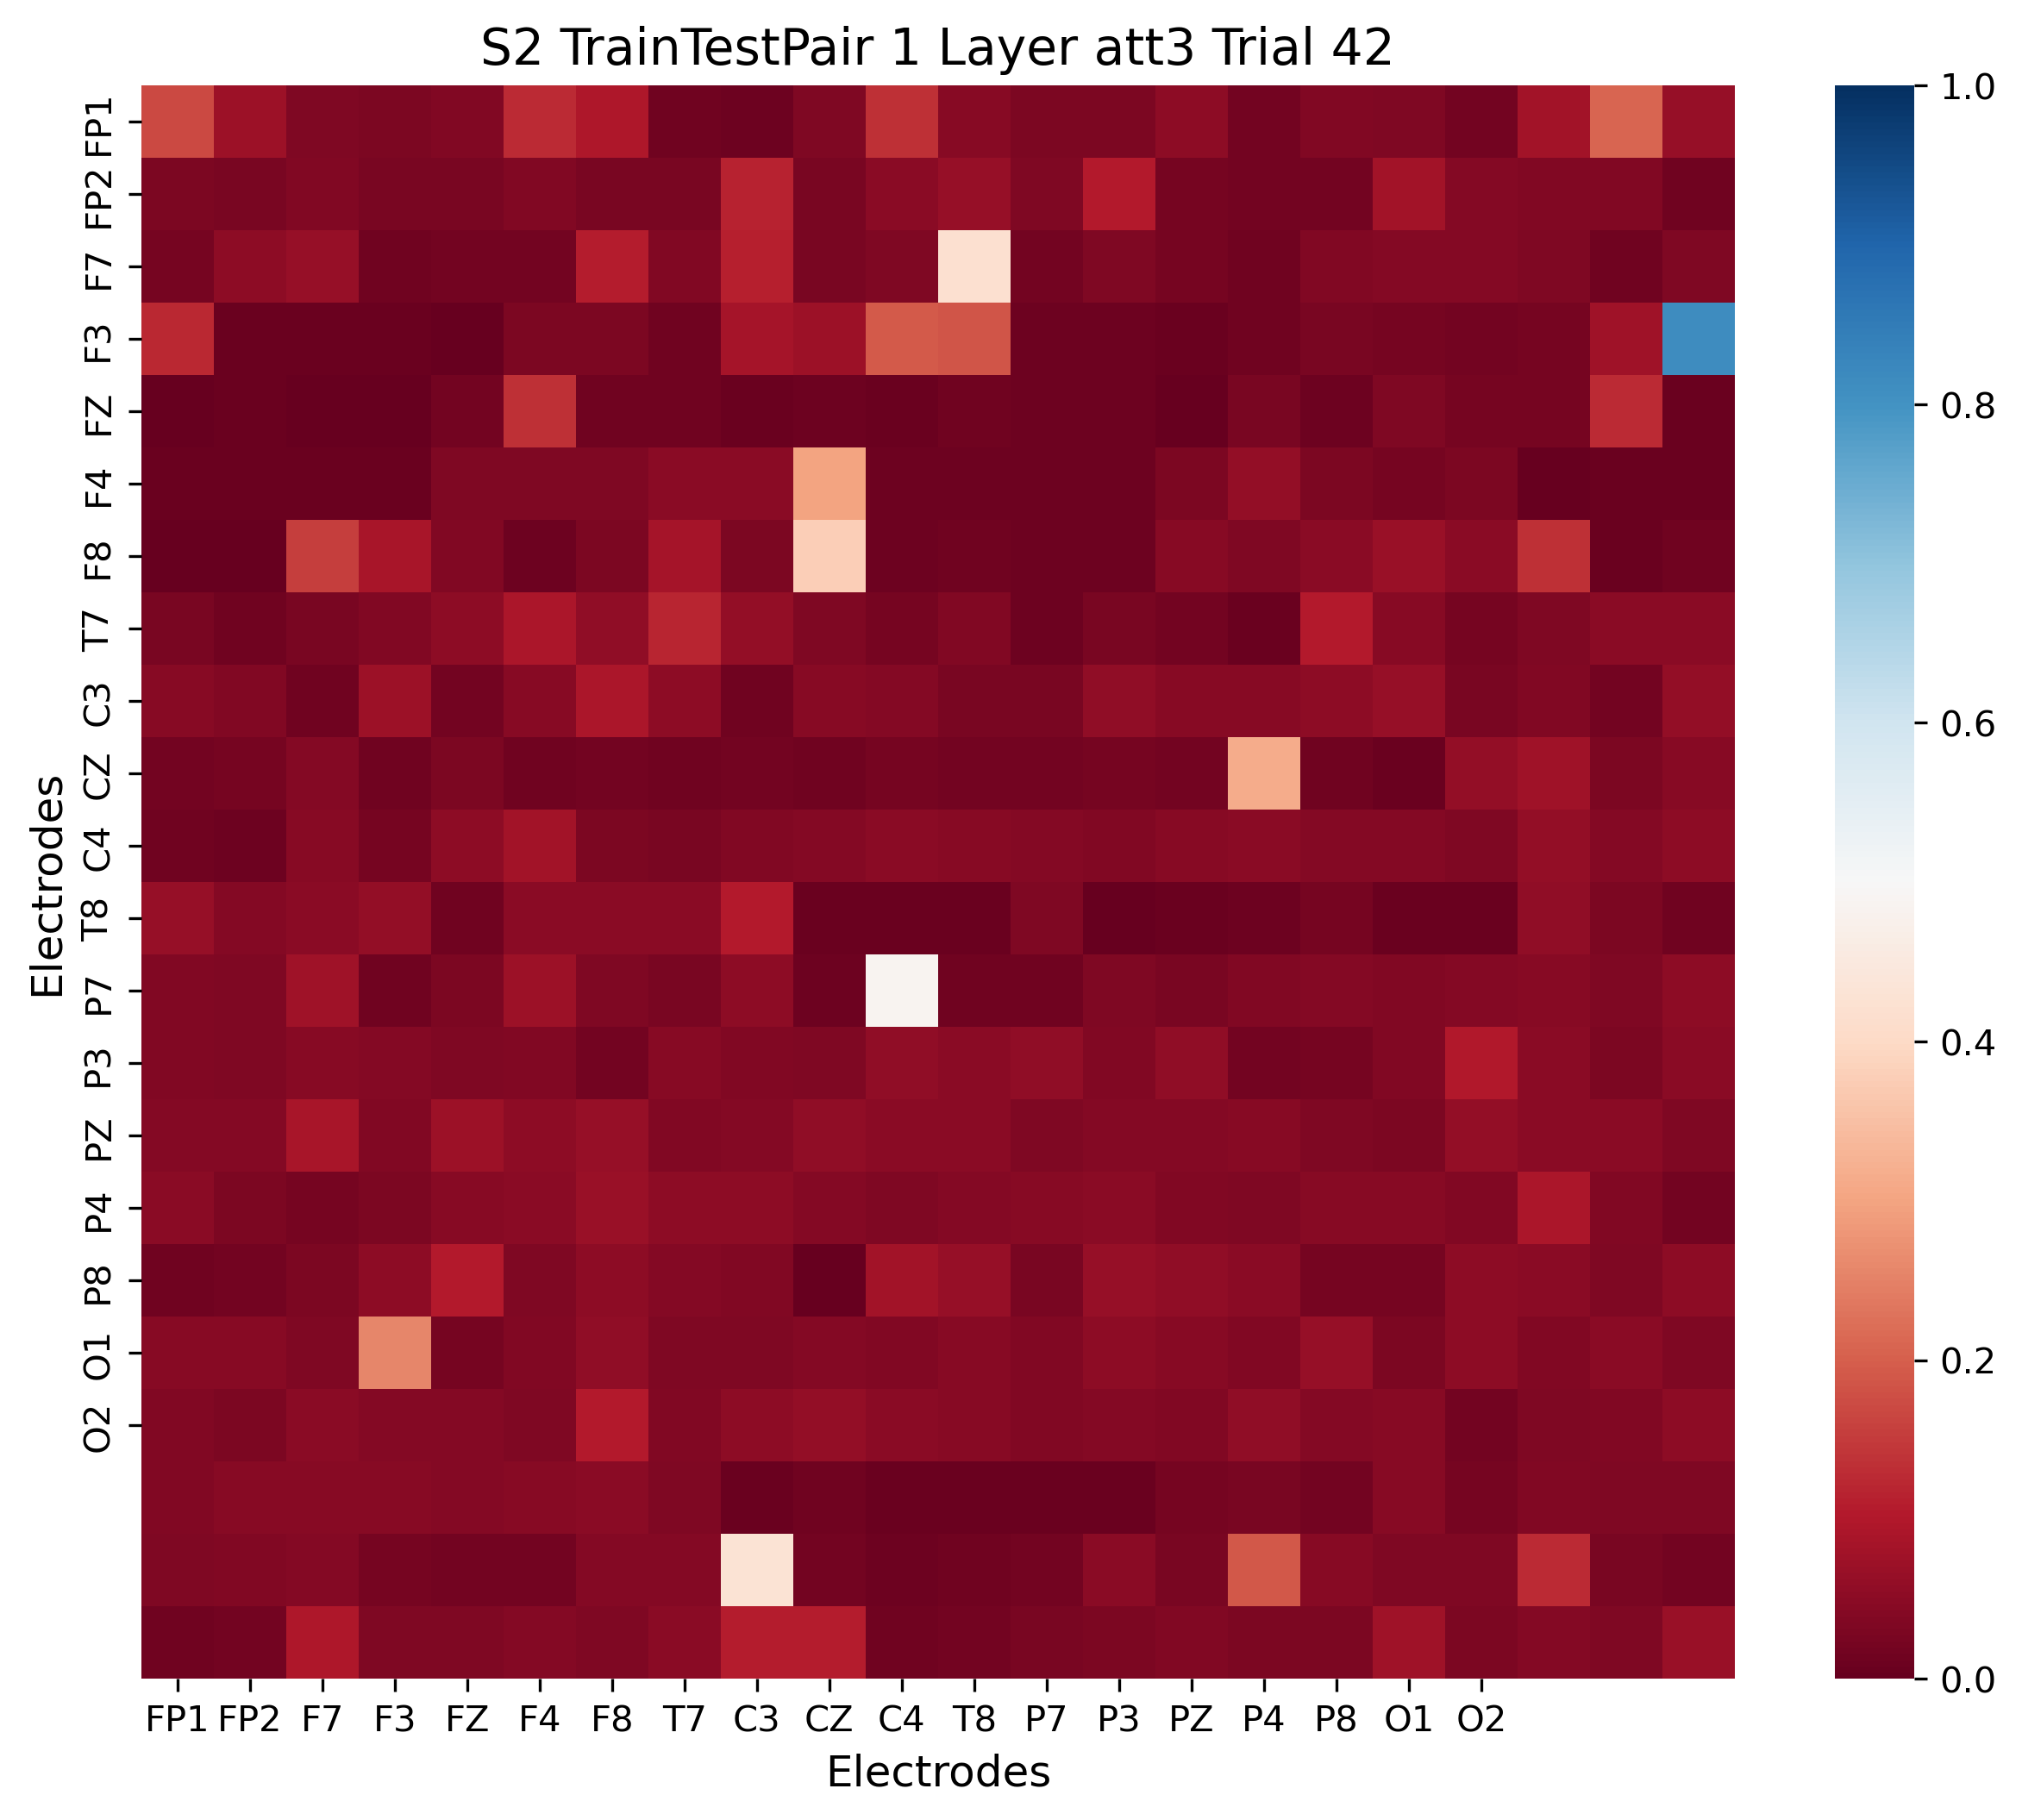 S2 TrainTestPair 1 Layer att3 Trial 42
Electrodes
FP1
FP2
F7
F3
FZ
F4
F8
T7
C3
CZ
C4
T8
P7
P3
PZ
P4
P8
O1
O2
FP1 FP2 F7 F3 FZ F4 F8 T7 C3 CZ C4 T8 P7 P3 PZ P4 P8 O1 O2
Electrodes
1.0
0.8
0.6
0.4
0.2
0.0